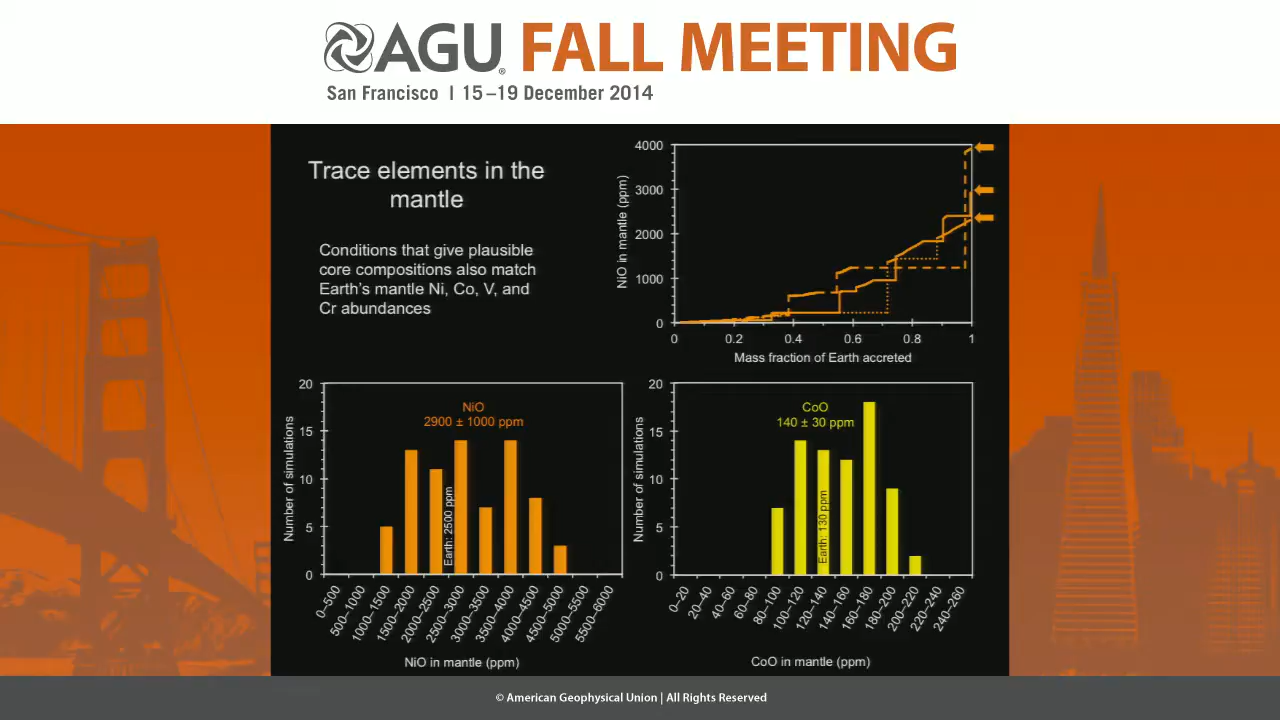 AGU FALL MEETING
®
San Francisco | 15–19 December 2014
Trace elements in the
mantle
Conditions that give plausible
core compositions also match
Earth's mantle Ni, Co, V, and
Cr abundances
NiO in mantle (ppm)
4000
3000
2000
1000
0
0 0.2 0.4 0.6 0.8 1
Mass fraction of Earth accreted
Number of simulations
20
15
10
5
0
NiO
2900 ± 1000 ppm
Earth: 2500 ppm
0–500
500–1000
1000–1500
1500–2000
2000–2500
2500–3000
3000–3500
3500–4000
4000–4500
4500–5000
5000–5500
5500–6000
NiO in mantle (ppm)
Number of simulations
20
15
10
5
0
CoO
140 ± 30 ppm
Earth: 130 ppm
0–20
20–40
40–60
60–80
80–100
100–120
120–140
140–160
160–180
180–200
200–220
220–240
240–260
CoO in mantle (ppm)
© American Geophysical Union | All Rights Reserved